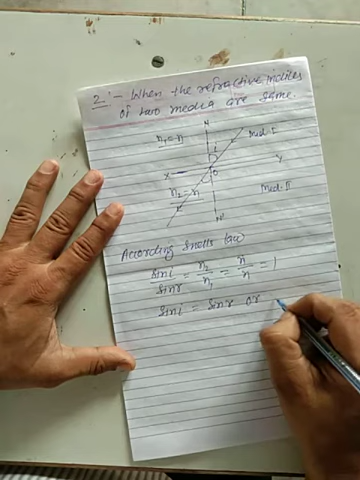 2 :- When the refractive indices
of two media are same.
N
n₁ = n
Med-I
i
X
O
Y
n₂ = n
r
Med-II
N'
According Snells law
sin i / sin r = n₂ / n₁ = n / n = 1
sin i = sin r or